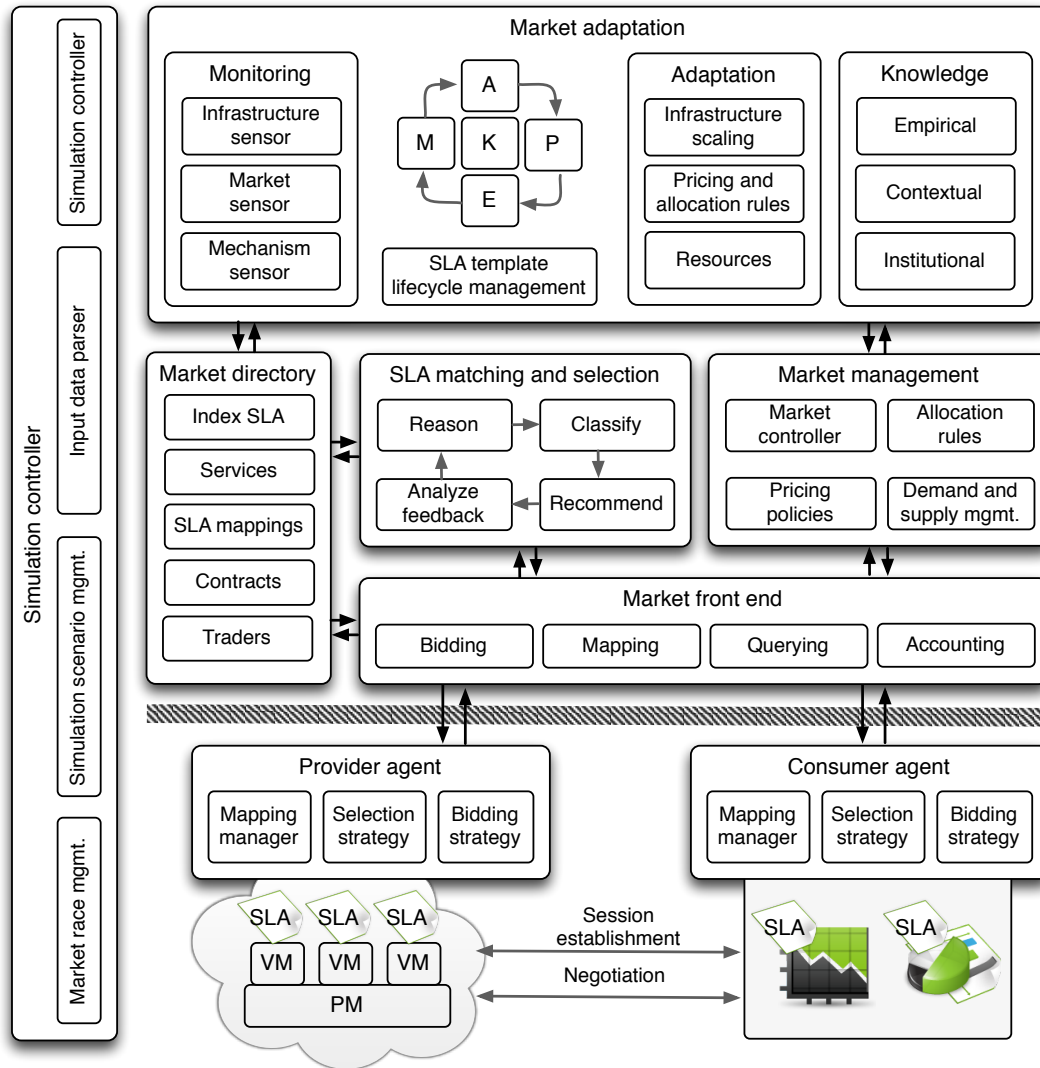 Simulation controller
Simulation controller
Input data parser
Simulation scenario mgmt.
Market race mgmt.
Market adaptation
Monitoring
Infrastructure
sensor
Market
sensor
Mechanism
sensor
A
M
K
P
E
SLA template
lifecycle management
Adaptation
Infrastructure
scaling
Pricing and
allocation rules
Resources
Knowledge
Empirical
Contextual
Institutional
Market directory
Index SLA
Services
SLA mappings
Contracts
Traders
SLA matching and selection
Reason
Classify
Analyze
feedback
Recommend
Market management
Market
controller
Allocation
rules
Pricing
policies
Demand and
supply mgmt.
Market front end
Bidding
Mapping
Querying
Accounting
Provider agent
Mapping
manager
Selection
strategy
Bidding
strategy
Consumer agent
Mapping
manager
Selection
strategy
Bidding
strategy
SLA
SLA
SLA
VM
VM
VM
PM
Session
establishment
Negotiation
SLA
SLA